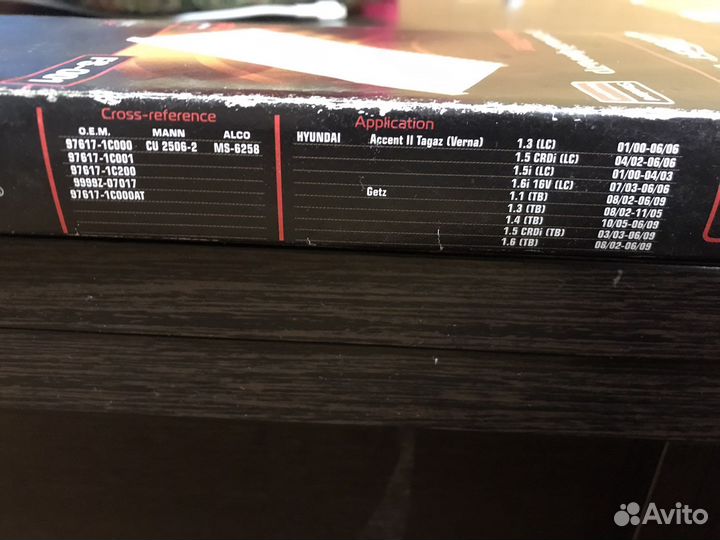 Cross-reference
O.E.M. MANN ALCO
97617-1C000 CU 2506-2 MS-6258
97617-1C001
97617-1C200
9999Z-07017
97617-1C000AT
Application
HYUNDAI Accent II Tagaz (Verna) 1.3 (LC) 01/00-06/06
1.5 CRDi (LC) 04/02-06/06
1.5i (LC) 01/00-04/03
1.6i 16V (LC) 07/03-06/06
Getz 1.1 (TB) 08/02-06/09
1.3 (TB) 08/02-11/05
1.4 (TB) 10/05-06/09
1.5 CRDi (TB) 03/03-06/09
1.6 (TB) 08/02-06/09
Avito